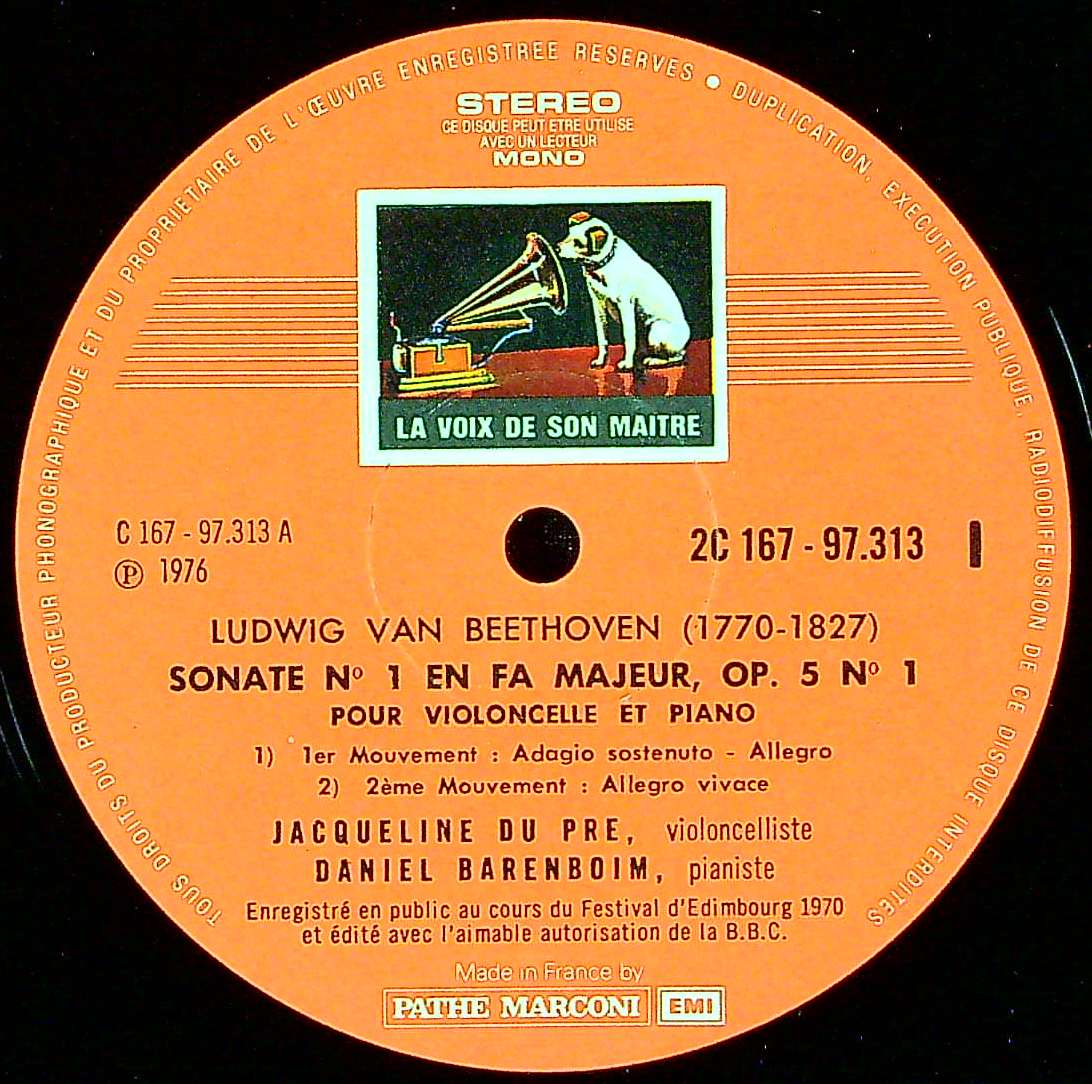 TOUS DROITS DU PRODUCTEUR PHONOGRAPHIQUE ET DU PROPRIETAIRE DE L'ŒUVRE ENREGISTREE RESERVES ● DUPLICATION, EXECUTION PUBLIQUE, RADIODIFFUSION DE CE DISQUE INTERDITES
STEREO
CE DISQUE PEUT ETRE UTILISE
AVEC UN LECTEUR
MONO
LA VOIX DE SON MAITRE
C 167 - 97.313 A
2C 167 - 97.313 I
Ⓟ 1976
LUDWIG VAN BEETHOVEN (1770-1827)
SONATE Nº 1 EN FA MAJEUR, OP. 5 Nº 1
POUR VIOLONCELLE ET PIANO
1) 1er Mouvement : Adagio sostenuto - Allegro
2) 2ème Mouvement : Allegro vivace
JACQUELINE DU PRE, violoncelliste
DANIEL BARENBOIM, pianiste
Enregistré en public au cours du Festival d'Edimbourg 1970
et édité avec l'aimable autorisation de la B.B.C.
Made in France by
PATHE MARCONI EMI